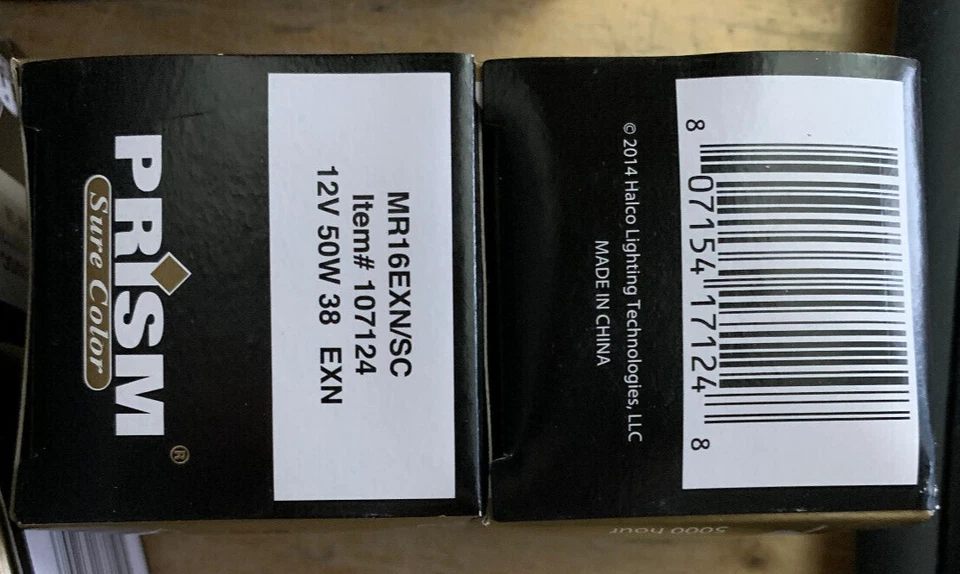 PRISM
Sure Color
®
MR16EXN/SC
Item# 107124
12V 50W 38 EXN
8 07154 17124 8
© 2014 Halco Lighting Technologies, LLC
MADE IN CHINA
5000 hour